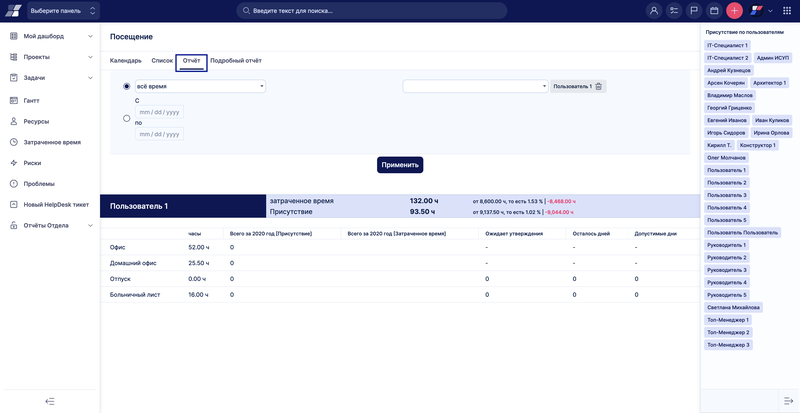 Выберите панель
Введите текст для поиска...
Мой дашборд
Проекты
Задачи
Гантт
Ресурсы
Затраченное время
Риски
Проблемы
Новый HelpDesk тикет
Отчёты Отдела
Посещение
Календарь Список Отчёт Подробный отчёт
всё время
Пользователь 1
С
mm / dd / yyyy
по
mm / dd / yyyy
Применить
Пользователь 1
затраченное время 132.00 ч от 8,600.00 ч, то есть 1.53 % | -8,468.00 ч
Присутствие 93.50 ч от 9,137.50 ч, то есть 1.02 % | -9,044.00 ч
часы Всего за 2020 год (Присутствие) Всего за 2020 год (Затраченное время) Ожидает утверждения Осталось дней Допустимые дни
Офис 52.00 ч 0 - - -
Домашний офис 25.50 ч 0 - - -
Отпуск 0.00 ч 0 0 0 0
Больничный лист 16.00 ч 0 0 0 0
Присутствие по пользователям
IT-Специалист 1
IT-Специалист 2 Админ ИСУП
Андрей Кузнецов
Арсен Кочерян Архитектор 1
Владимир Маслов
Георгий Гриценко
Евгений Иванов Иван Куликов
Игорь Сидоров Ирина Орлова
Кирилл Т. Конструктор 1
Олег Молчанов
Пользователь 1
Пользователь 2
Пользователь 3
Пользователь 4
Пользователь 5
Пользователь Пользователь
Руководитель 1
Руководитель 2
Руководитель 3
Руководитель 4
Руководитель 5
Светлана Михайлова
Топ-Менеджер 1
Топ-Менеджер 2
Топ-Менеджер 3